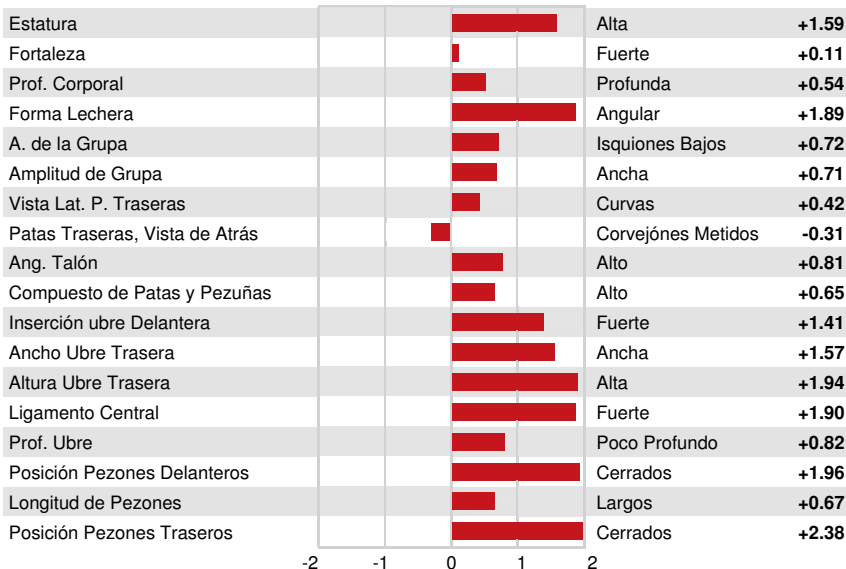 Estatura Alta +1.59
Fortaleza Fuerte +0.11
Prof. Corporal Profunda +0.54
Forma Lechera Angular +1.89
A. de la Grupa Isquiones Bajos +0.72
Amplitud de Grupa Ancha +0.71
Vista Lat. P. Traseras Curvas +0.42
Patas Traseras, Vista de Atrás Corvejónes Metidos -0.31
Ang. Talón Alto +0.81
Compuesto de Patas y Pezuñas Alto +0.65
Inserción ubre Delantera Fuerte +1.41
Ancho Ubre Trasera Ancha +1.57
Altura Ubre Trasera Alta +1.94
Ligamento Central Fuerte +1.90
Prof. Ubre Poco Profundo +0.82
Posición Pezones Delanteros Cerrados +1.96
Longitud de Pezones Largos +0.67
Posición Pezones Traseros Cerrados +2.38
-2 -1 0 1 2